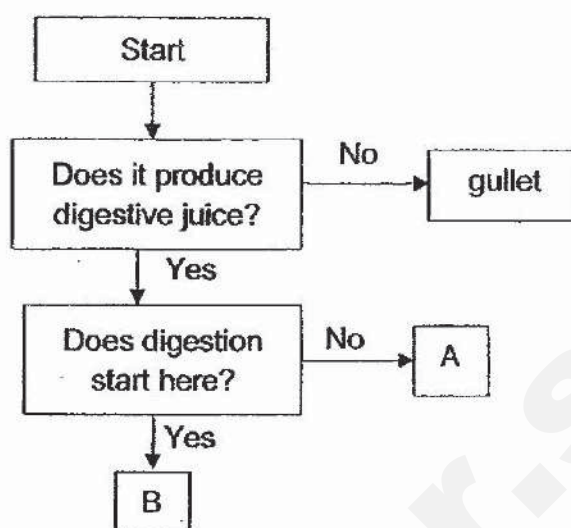 Start
Does it produce
digestive juice?
No
gullet
Yes
Does digestion
start here?
No
A
Yes
B